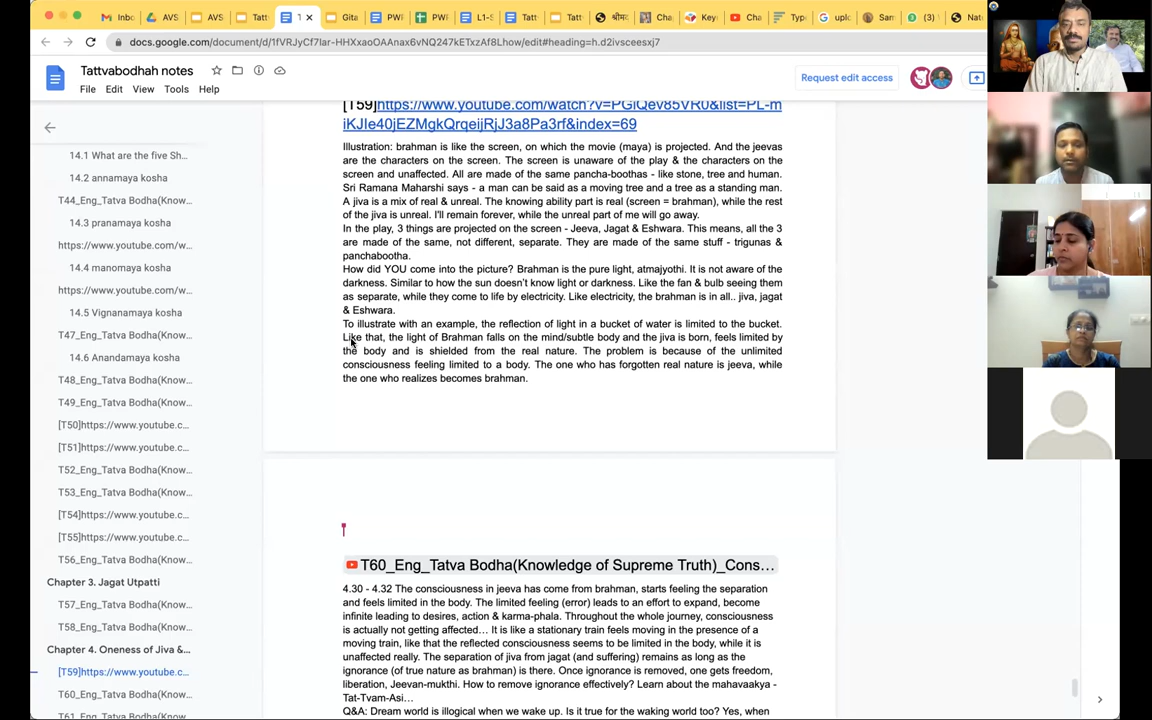 Inb
AVS
AVS
Tatt
T
Gita
PWI
PWI
L1-S
Tatt
Tatt
श्रीम
Cha
Key
Ch
Typ
uplo
San
(3)
Nat
docs.google.com/document/d/1fVRJyCf7Iar-HHXxaoOAAnax6vNQ247kETxzAf8Lhow/edit#heading=h.d2ivsceesxj7
Tattvabodhah notes
File Edit View Tools Help
Request edit access
14.1 What are the five Sh...
14.2 annamaya kosha
T44_Eng_Tatva Bodha(Kno...
14.3 pranamaya kosha
https://www.youtube.com/w...
14.4 manomaya kosha
https://www.youtube.com/w...
14.5 Vignanamaya kosha
T47_Eng_Tatva Bodha(Kno...
14.6 Anandamaya kosha
T48_Eng_Tatva Bodha(Know...
T49_Eng_Tatva Bodha(Know...
[T50]https://www.youtube.c...
[T51]https://www.youtube.c...
T52_Eng_Tatva Bodha(Know...
T53_Eng_Tatva Bodha(Know...
[T54]https://www.youtube.c...
[T55]https://www.youtube.c...
T56_Eng_Tatva Bodha(Know...
Chapter 3. Jagat Utpatti
T57_Eng_Tatva Bodha(Know...
T58_Eng_Tatva Bodha(Know...
Chapter 4. Oneness of Jiva &...
[T59]https://www.youtube.c...
T60_Eng_Tatva Bodha(Know...
T61_Eng_Tatva Bodha(Know...
[T59]https://www.youtube.com/watch?v=PGiQev85VR0&list=PL-m
iKJIe40jEZMgkQrqeijRjJ3a8Pa3rf&index=69
Illustration: brahman is like the screen, on which the movie (maya) is projected. And the jeevas
are the characters on the screen. The screen is unaware of the play & the characters on the
screen and unaffected. All are made of the same pancha-boothas - like stone, tree and human.
Sri Ramana Maharshi says - a man can be said as a moving tree and a tree as a standing man.
A jiva is a mix of real & unreal. The knowing ability part is real (screen = brahman), while the rest
of the jiva is unreal. I'll remain forever, while the unreal part of me will go away.
In the play, 3 things are projected on the screen - Jeeva, Jagat & Eshwara. This means, all the 3
are made of the same, not different, separate. They are made of the same stuff - trigunas &
panchabootha.
How did YOU come into the picture? Brahman is the pure light, atmajyothi. It is not aware of the
darkness. Similar to how the sun doesn't know light or darkness. Like the fan & bulb seeing them
as separate, while they come to life by electricity. Like electricity, the brahman is in all.. jiva, jagat
& Eshwara.
To illustrate with an example, the reflection of light in a bucket of water is limited to the bucket.
Like that, the light of Brahman falls on the mind/subtle body and the jiva is born, feels limited by
the body and is shielded from the real nature. The problem is because of the unlimited
consciousness feeling limited to a body. The one who has forgotten real nature is jeeva, while
the one who realizes becomes brahman.
T60_Eng_Tatva Bodha(Knowledge of Supreme Truth)_Cons...
4.30 - 4.32 The consciousness in jeeva has come from brahman, starts feeling the separation
and feels limited in the body. The limited feeling (error) leads to an effort to expand, become
infinite leading to desires, action & karma-phala. Throughout the whole journey, consciousness
is actually not getting affected... It is like a stationary train feels moving in the presence of a
moving train, like that the reflected consciousness seems to be limited in the body, while it is
unaffected really. The separation of jiva from jagat (and suffering) remains as long as the
ignorance (of true nature as brahman) is there. Once ignorance is removed, one gets freedom,
liberation, Jeevan-mukthi. How to remove ignorance effectively? Learn about the mahavaakya -
Tat-Tvam-Asi...
Q&A: Dream world is illogical when we wake up. Is it true for the waking world too? Yes, when